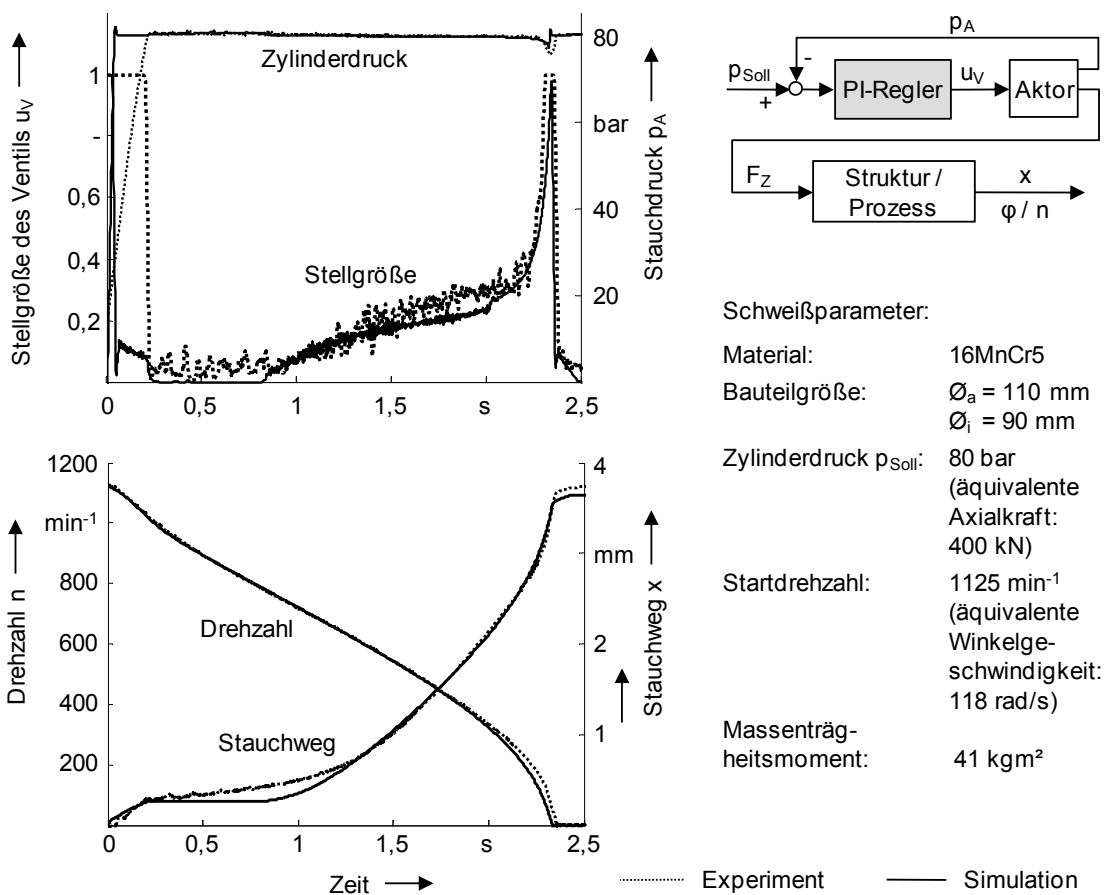 Stellgröße des Ventils uV
1
-
0,6
0,4
0,2
Zylinderdruck
Stellgröße
80
bar
40
20
Stauchdruck pA
0
0,5
1
s
2,5
pA
pSoll
-
+
PI-Regler
uV
Aktor
FZ
Struktur /
Prozess
x
φ / n
Drehzahl n
1200
min-1
800
600
400
200
Drehzahl
Stauchweg
4
mm
2
1
Stauchweg x
0
0,5
1
1,5
s
2,5
Zeit
Schweißparameter:
Material: 16MnCr5
Bauteilgröße: Øa = 110 mm
Øi = 90 mm
Zylinderdruck pSoll: 80 bar
(äquivalente
Axialkraft:
400 kN)
Startdrehzahl: 1125 min-1
(äquivalente
Winkelge-
schwindigkeit:
118 rad/s)
Massenträg-
heitsmoment: 41 kgm²
Experiment
Simulation